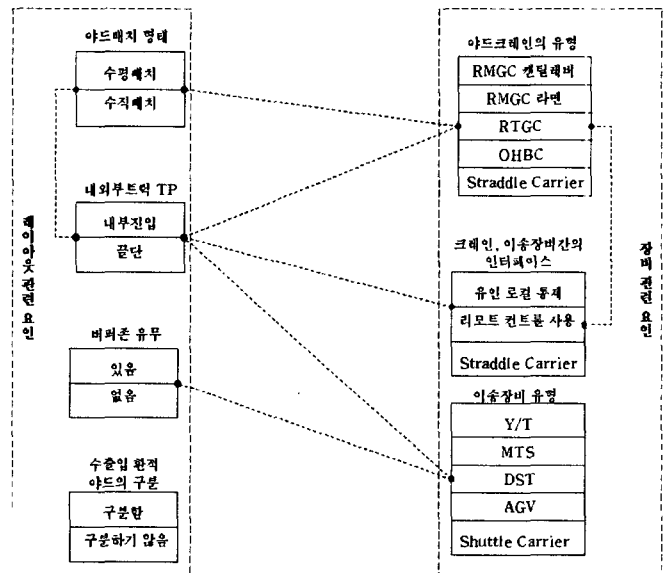 야드배치 형태
수평배치
수직배치
내외부트럭 TP
내부진입
끝단
버퍼존 유무
있음
없음
수출입 환적
야드의 구분
구분함
구분하기 않음
레이아웃 관련 요인
야드크레인의 유형
RMGC 켄틸레버
RMGC 라멘
RTGC
OHBC
Straddle Carrier
크레인, 이송장비간의
인터페이스
유인 로컬 통제
리모트 컨트롤 사용
Straddle Carrier
이송장비 유형
Y/T
MTS
DST
AGV
Shuttle Carrier
장비 관련 요인